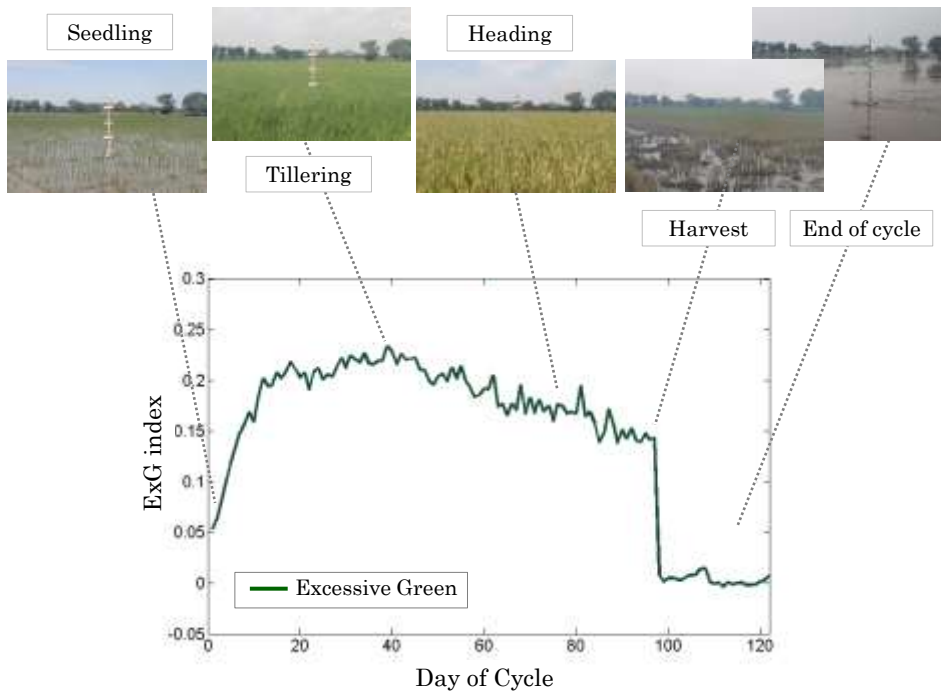 Seedling
Heading
Tillering
Harvest
End of cycle
0.3
0.25
0.2
0.15
0.1
0.05
0
-0.05
ExG index
Excessive Green
0
20
40
60
80
100
120
Day of Cycle